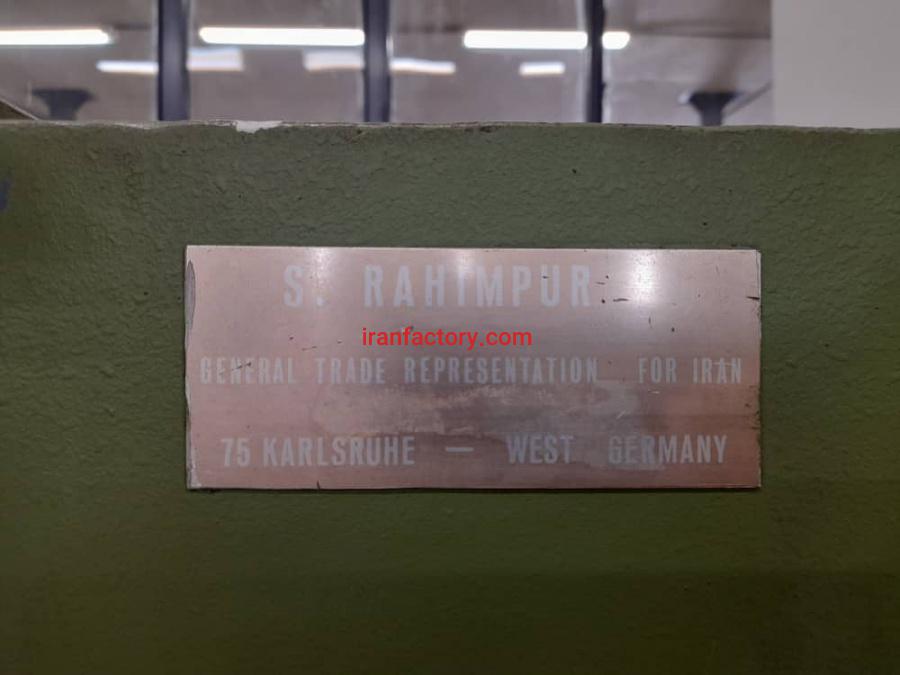 S. RAHIMPUR
iranfactory.com
GENERAL TRADE REPRESENTATION FOR IRAN
75 KARLSRUHE — WEST GERMANY